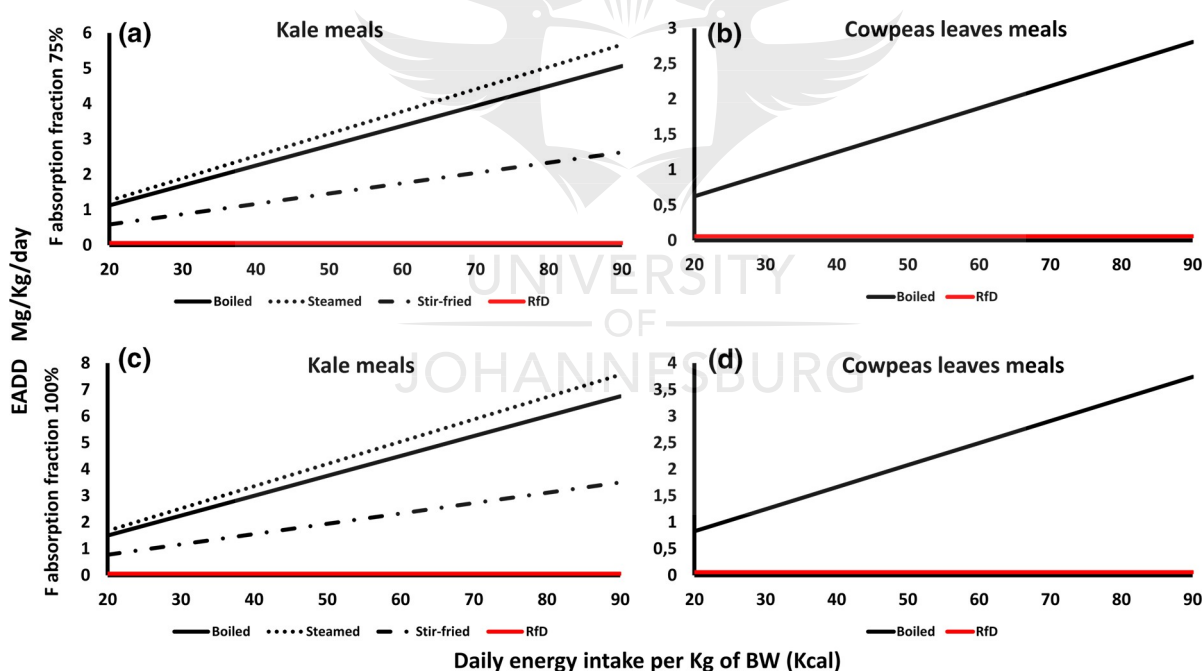 (a) Kale meals
F absorption fraction 75%
6
5
4
3
2
1
0
20 30 40 50 60 70 80 90
Boiled Steamed Stir-fried RfD
(b) Cowpeas leaves meals
3
2,5
2
1,5
1
0,5
0
20 30 40 50 60 70 80 90
Boiled RfD
UNIVERSITY
OF
JOHANNESBURG
EADD Mg/Kg/day
(c) Kale meals
F absorption fraction 100%
8
7
6
5
4
3
2
1
0
20 30 40 50 60 70 80 90
Boiled Steamed Stir-fried RfD
(d) Cowpeas leaves meals
4
3,5
3
2,5
2
1,5
1
0,5
0
20 30 40 50 60 70 80 90
Boiled RfD
Daily energy intake per Kg of BW (Kcal)